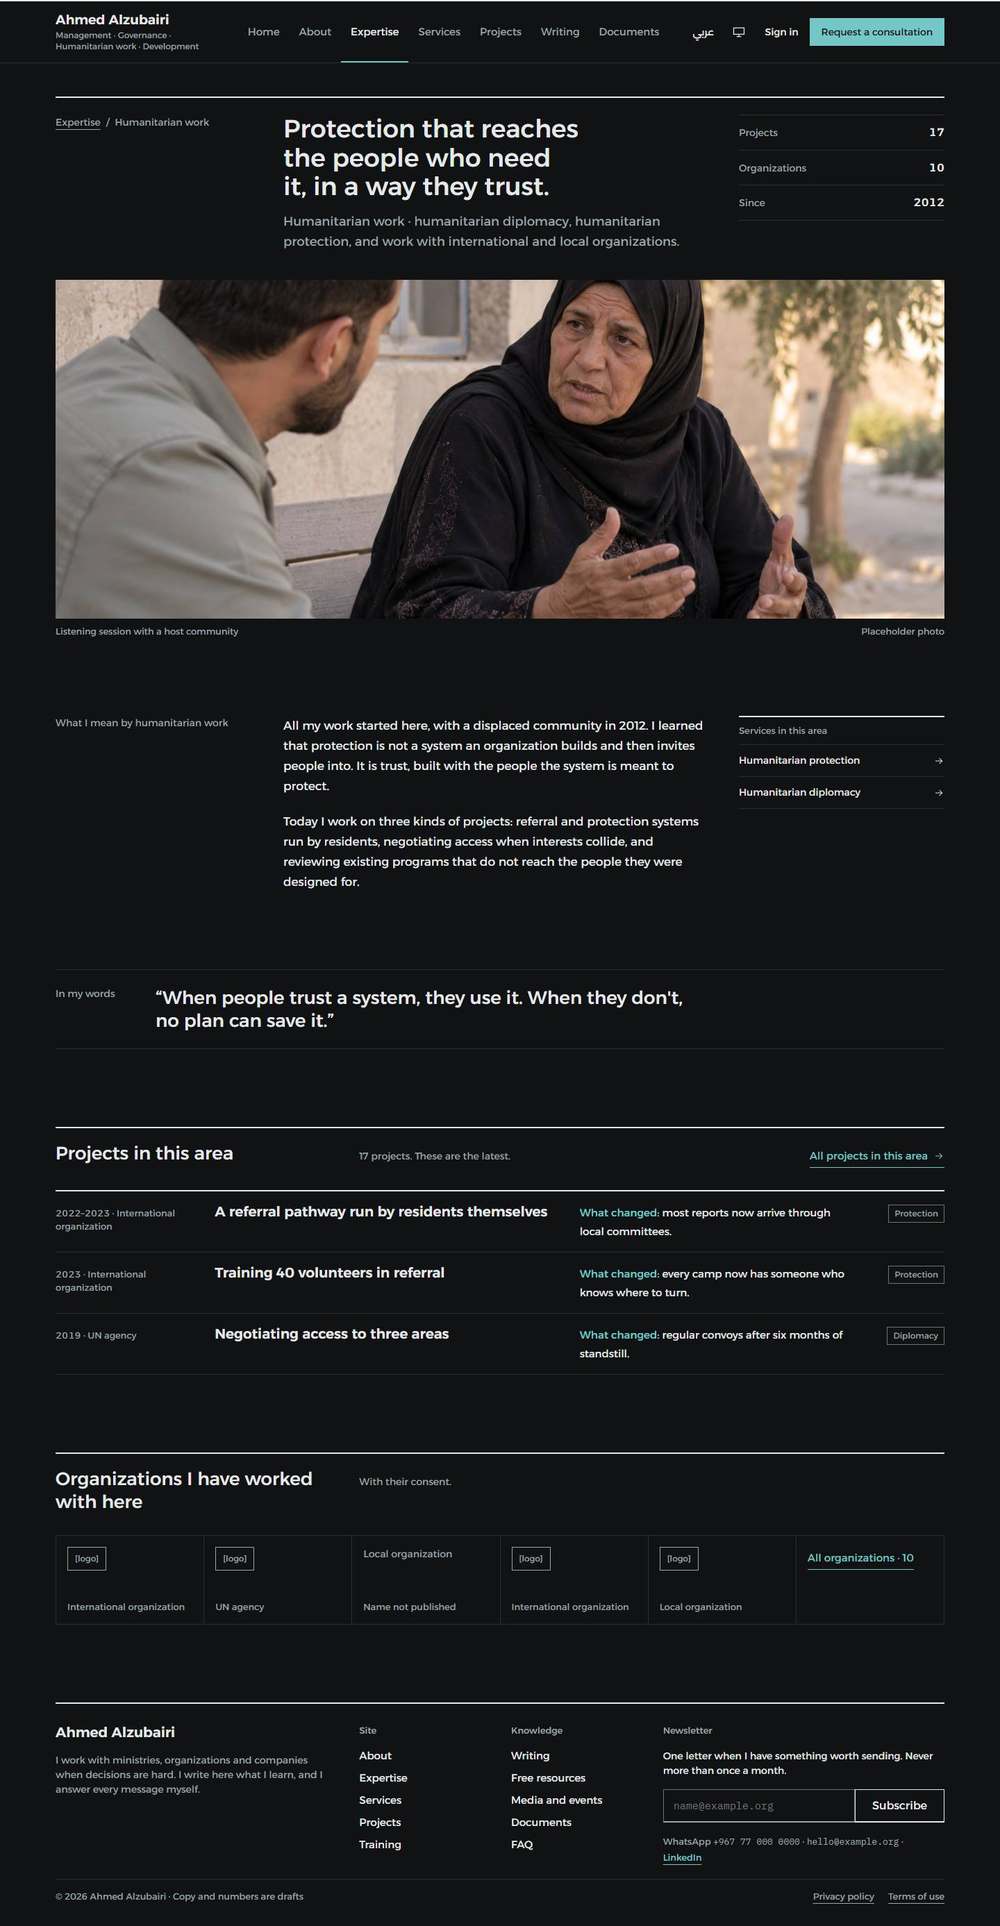 Ahmed Alzubairi
Management · Governance ·
Humanitarian work · Development
Home
About
Expertise
Services
Projects
Writing
Documents
عربي
Sign in
Request a consultation
Expertise / Humanitarian work
Protection that reaches
the people who need
it, in a way they trust.
Humanitarian work · humanitarian diplomacy, humanitarian
protection, and work with international and local organizations.
Projects 17
Organizations 10
Since 2012
Listening session with a host community
Placeholder photo
What I mean by humanitarian work
All my work started here, with a displaced community in 2012. I learned
that protection is not a system an organization builds and then invites
people into. It is trust, built with the people the system is meant to
protect.
Today I work on three kinds of projects: referral and protection systems
run by residents, negotiating access when interests collide, and
reviewing existing programs that do not reach the people they were
designed for.
Services in this area
Humanitarian protection →
Humanitarian diplomacy →
In my words
“When people trust a system, they use it. When they don't,
no plan can save it.”
Projects in this area
17 projects. These are the latest.
All projects in this area →
2022–2023 · International
organization
A referral pathway run by residents themselves
What changed: most reports now arrive through
local committees.
Protection
2023 · International
organization
Training 40 volunteers in referral
What changed: every camp now has someone who
knows where to turn.
Protection
2019 · UN agency
Negotiating access to three areas
What changed: regular convoys after six months of
standstill.
Diplomacy
Organizations I have worked
with here
With their consent.
[logo]
International organization
[logo]
UN agency
Local organization
Name not published
[logo]
International organization
[logo]
Local organization
All organizations · 10
Ahmed Alzubairi
I work with ministries, organizations and companies
when decisions are hard. I write here what I learn, and I
answer every message myself.
Site
About
Expertise
Services
Projects
Training
Knowledge
Writing
Free resources
Media and events
Documents
FAQ
Newsletter
One letter when I have something worth sending. Never
more than once a month.
name@example.org
Subscribe
WhatsApp +967 77 000 0000 · hello@example.org ·
LinkedIn
© 2026 Ahmed Alzubairi · Copy and numbers are drafts
Privacy policy
Terms of use